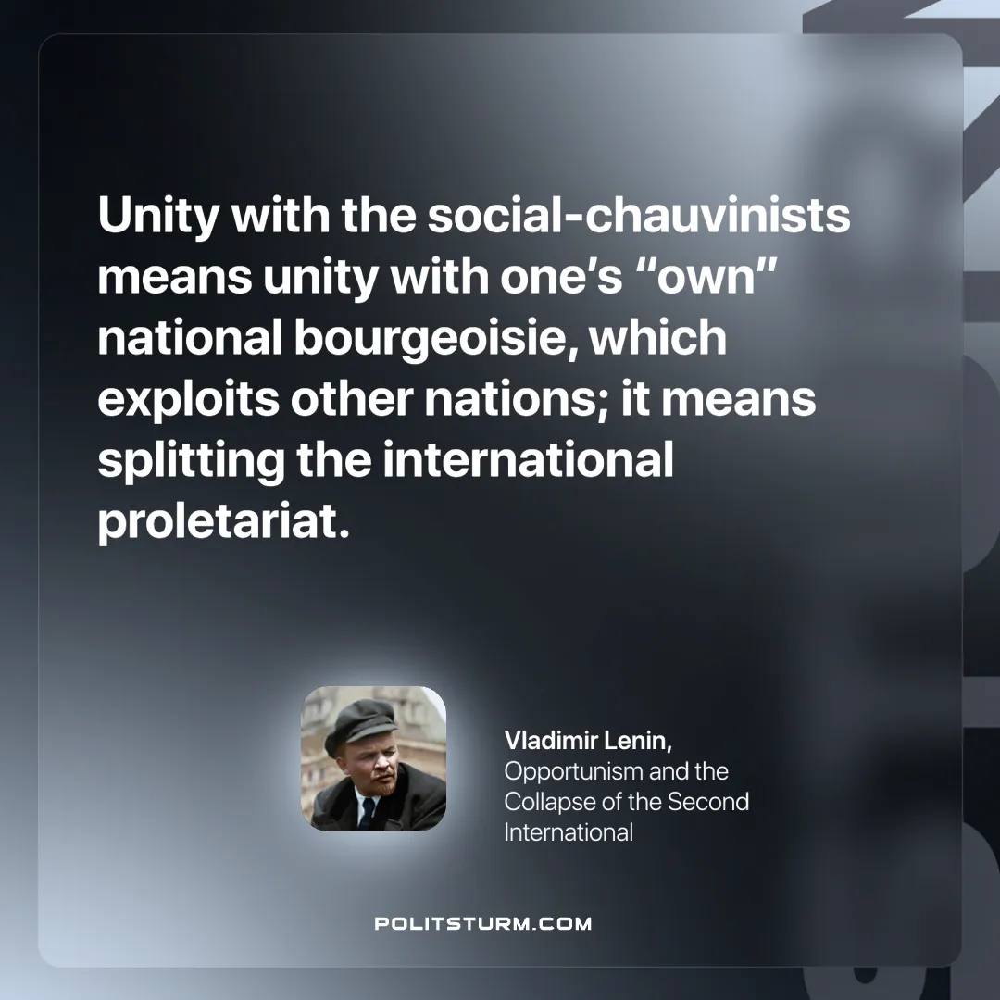 Unity with the social-chauvinists
means unity with one’s “own”
national bourgeoisie, which
exploits other nations; it means
splitting the international
proletariat.
Vladimir Lenin,
Opportunism and the
Collapse of the Second
International
POLITSTURM.COM